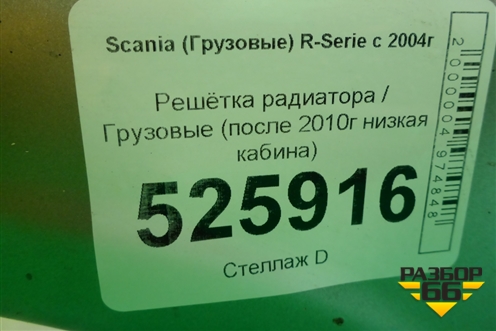 Scania (Грузовые) R-Serie с 2004г
Решётка радиатора /
Грузовые (после 2010г низкая
кабина)
525916
Стеллаж D
2000004974848
РАЗБОР
66